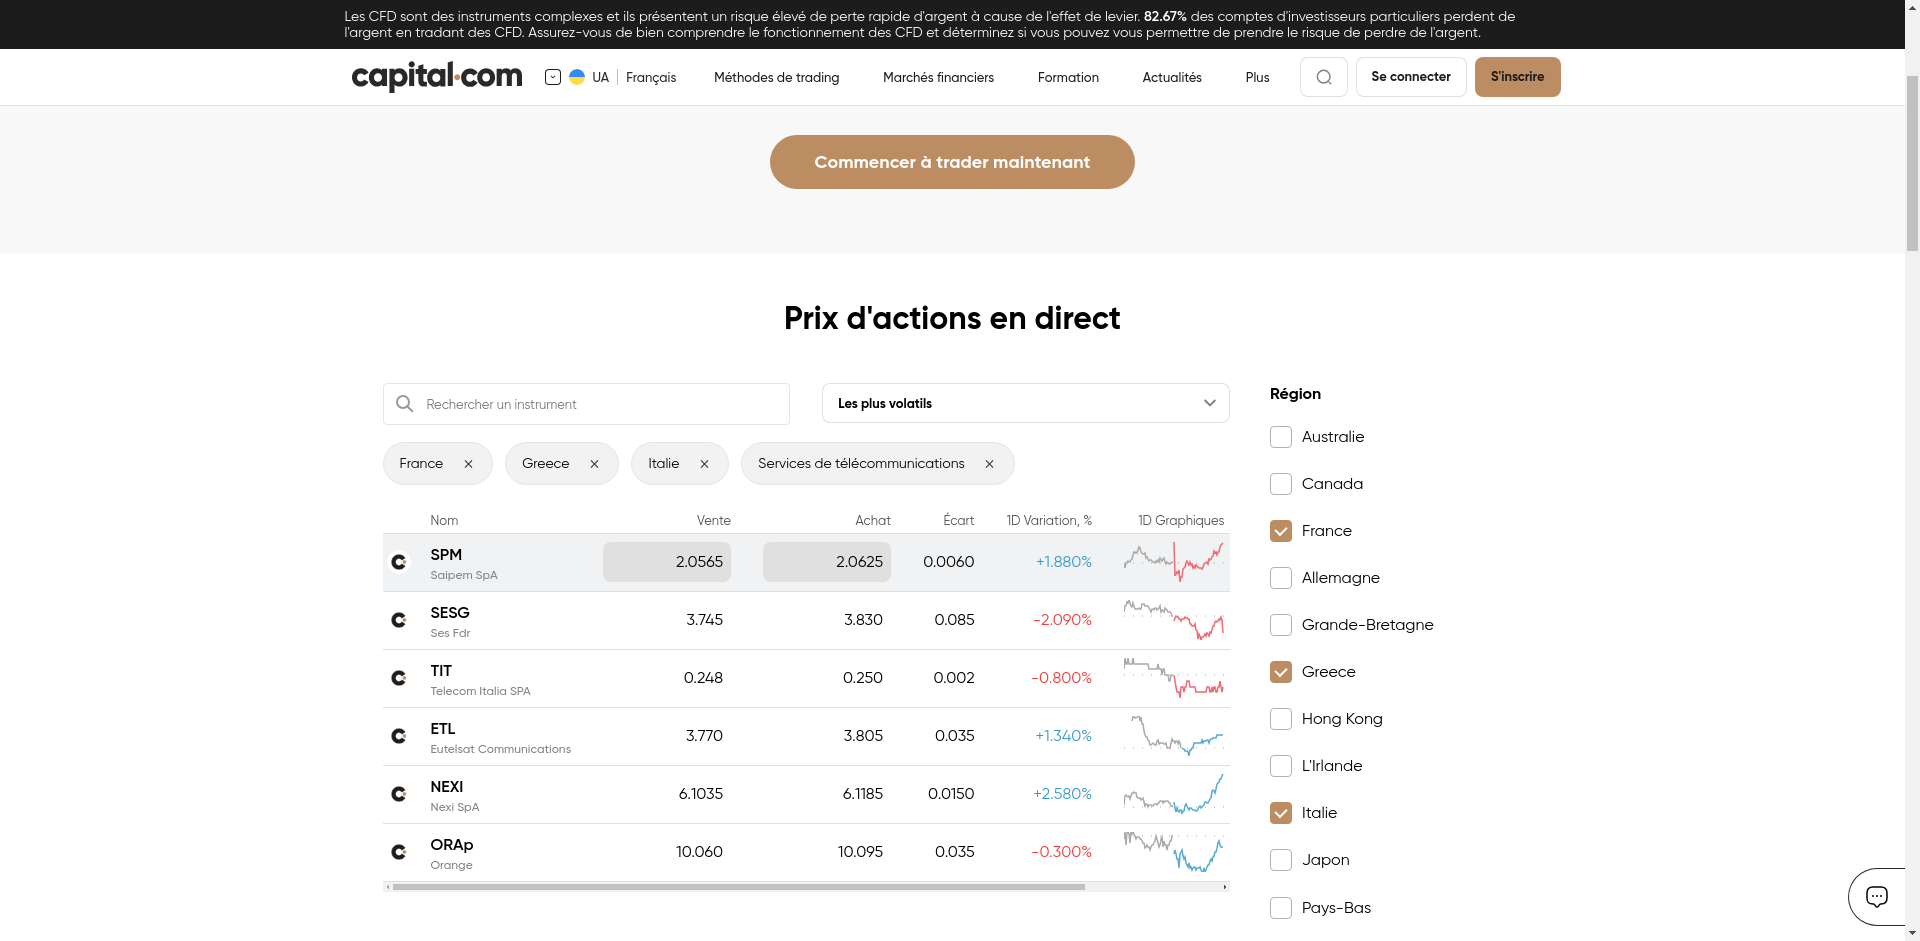 Les CFD sont des instruments complexes et ils présentent un risque élevé de perte rapide d'argent à cause de l'effet de levier. 82.67% des comptes d'investisseurs particuliers perdent de
l'argent en tradant des CFD. Assurez-vous de bien comprendre le fonctionnement des CFD et déterminez si vous pouvez vous permettre de prendre le risque de perdre de l'argent.
capital.com UA Français Méthodes de trading Marchés financiers Formation Actualités Plus Se connecter S'inscrire
Commencer à trader maintenant
Prix d'actions en direct
Rechercher un instrument
Les plus volatils
France Greece Italie Services de télécommunications
Nom Vente Achat Écart 1D Variation, % 1D Graphiques
SPM 2.0565 2.0625 0.0060 +1.880%
Saipem SpA
SESG 3.745 3.830 0.085 -2.090%
Ses Fdr
TIT 0.248 0.250 0.002 -0.800%
Telecom Italia SPA
ETL 3.770 3.805 0.035 +1.340%
Eutelsat Communications
NEXI 6.1035 6.1185 0.0150 +2.580%
Nexi SpA
ORAp 10.060 10.095 0.035 -0.300%
Orange
Région
Australie
Canada
France
Allemagne
Grande-Bretagne
Greece
Hong Kong
L'Irlande
Italie
Japon
Pays-Bas